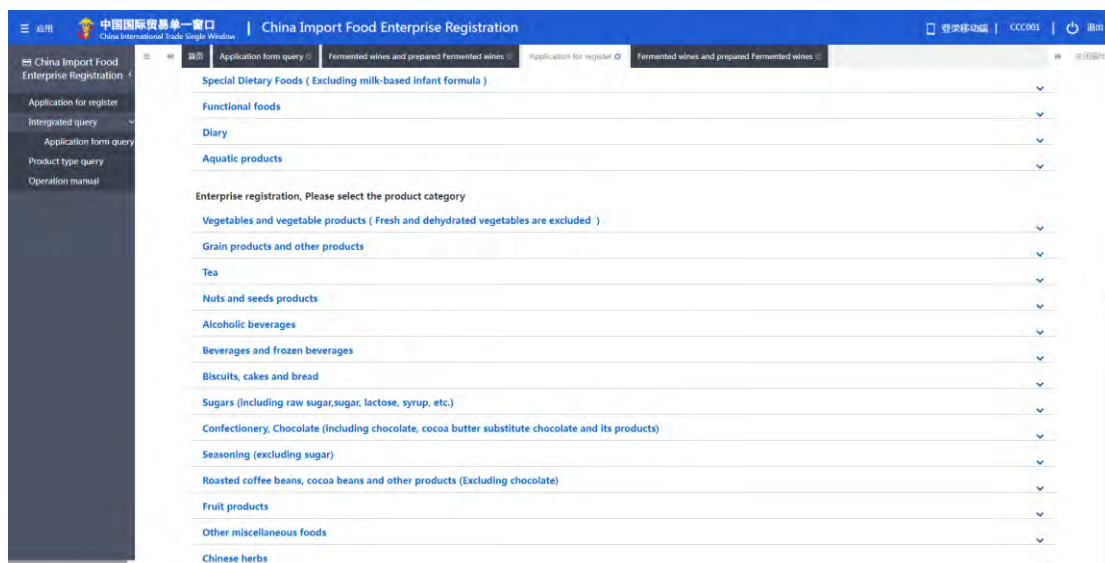 应用
中国国际贸易单一窗口
China International Trade Single Window
China Import Food Enterprise Registration
登录移动端
CCC001
退出
China Import Food
Enterprise Registration
Application for register
Intergrated query
Application form query
Product type query
Operation manual
首页
Application form query
Fermented wines and prepared Fermented wines
Application for register
Fermented wines and prepared Fermented wines
关闭操作
Special Dietary Foods ( Excluding milk-based infant formula )
Functional foods
Diary
Aquatic products
Enterprise registration, Please select the product category
Vegetables and vegetable products ( Fresh and dehydrated vegetables are excluded )
Grain products and other products
Tea
Nuts and seeds products
Alcoholic beverages
Beverages and frozen beverages
Biscuits, cakes and bread
Sugars (including raw sugar,sugar, lactose, syrup, etc.)
Confectionery, Chocolate (including chocolate, cocoa butter substitute chocolate and its products)
Seasoning (excluding sugar)
Roasted coffee beans, cocoa beans and other products (Excluding chocolate)
Fruit products
Other miscellaneous foods
Chinese herbs